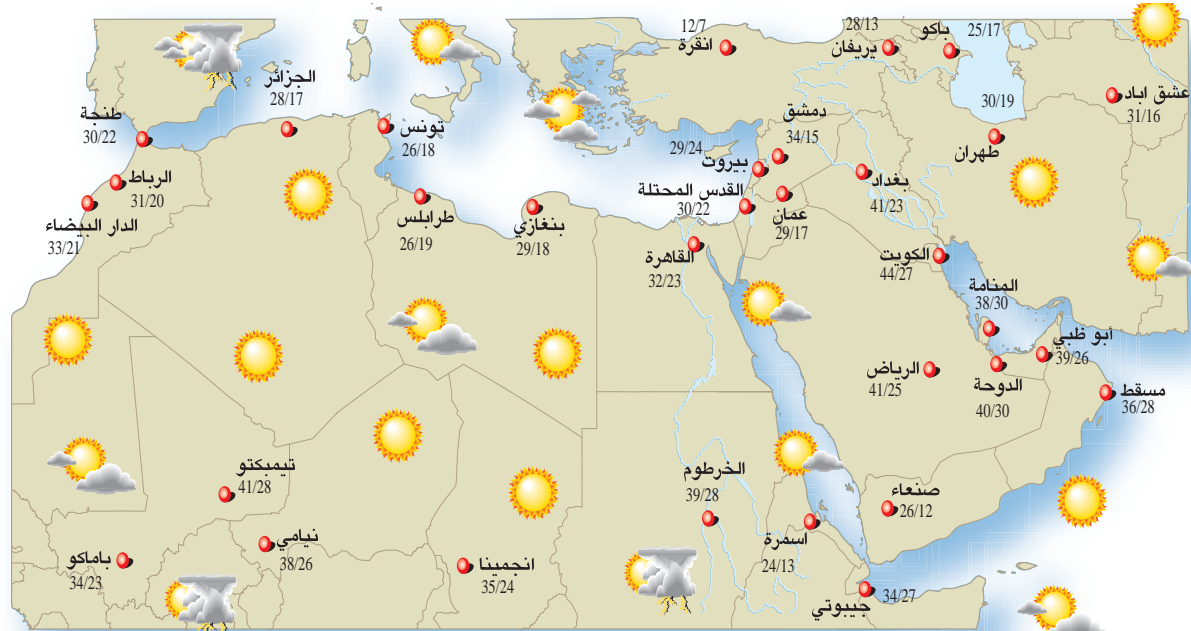 12/7
انقرة
28/13
يريفان
باكو
25/17
عشق اباد
31/16
30/19
طهران
الجزائر
28/17
طنجة
30/22
الرباط
31/20
الدار البيضاء
33/21
تونس
26/18
طرابلس
26/19
بنغازي
29/18
دمشق
34/15
29/24
بيروت
القدس المحتلة
30/22
عمان
29/17
بغداد
41/23
القاهرة
32/23
الكويت
44/27
المنامة
38/30
أبو ظبي
39/26
الدوحة
40/30
الرياض
41/25
مسقط
36/28
تيمبكتو
41/28
الخرطوم
39/28
صنعاء
26/12
اسمرة
24/13
نيامي
38/26
باماكو
34/23
انجمينا
35/24
جيبوتي
34/27